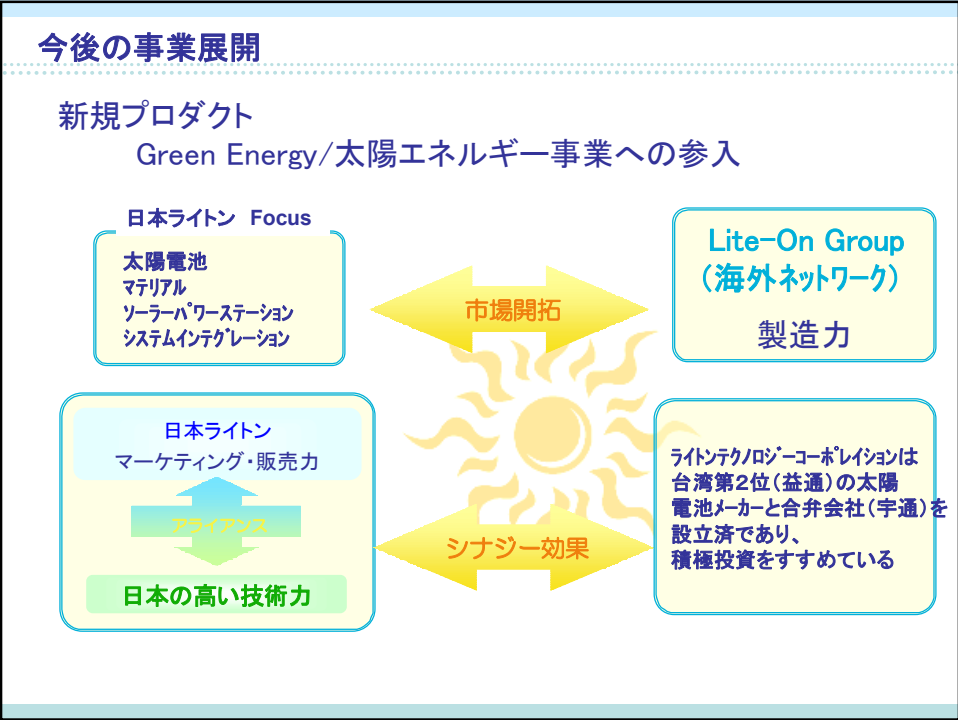 今後の事業展開
新規プロダクト
Green Energy/太陽エネルギー事業への参入
日本ライトン Focus
太陽電池
マテリアル
ソーラーパワーステーション
システムインテグレーション
市場開拓
Lite-On Group
（海外ネットワーク）
製造力
日本ライトン
マーケティング・販売力
アライアンス
日本の高い技術力
シナジー効果
ライトンテクノロジーコーポレイションは
台湾第2位（益通）の太陽
電池メーカーと合弁会社（宇通）を
設立済であり、
積極投資をすすめている